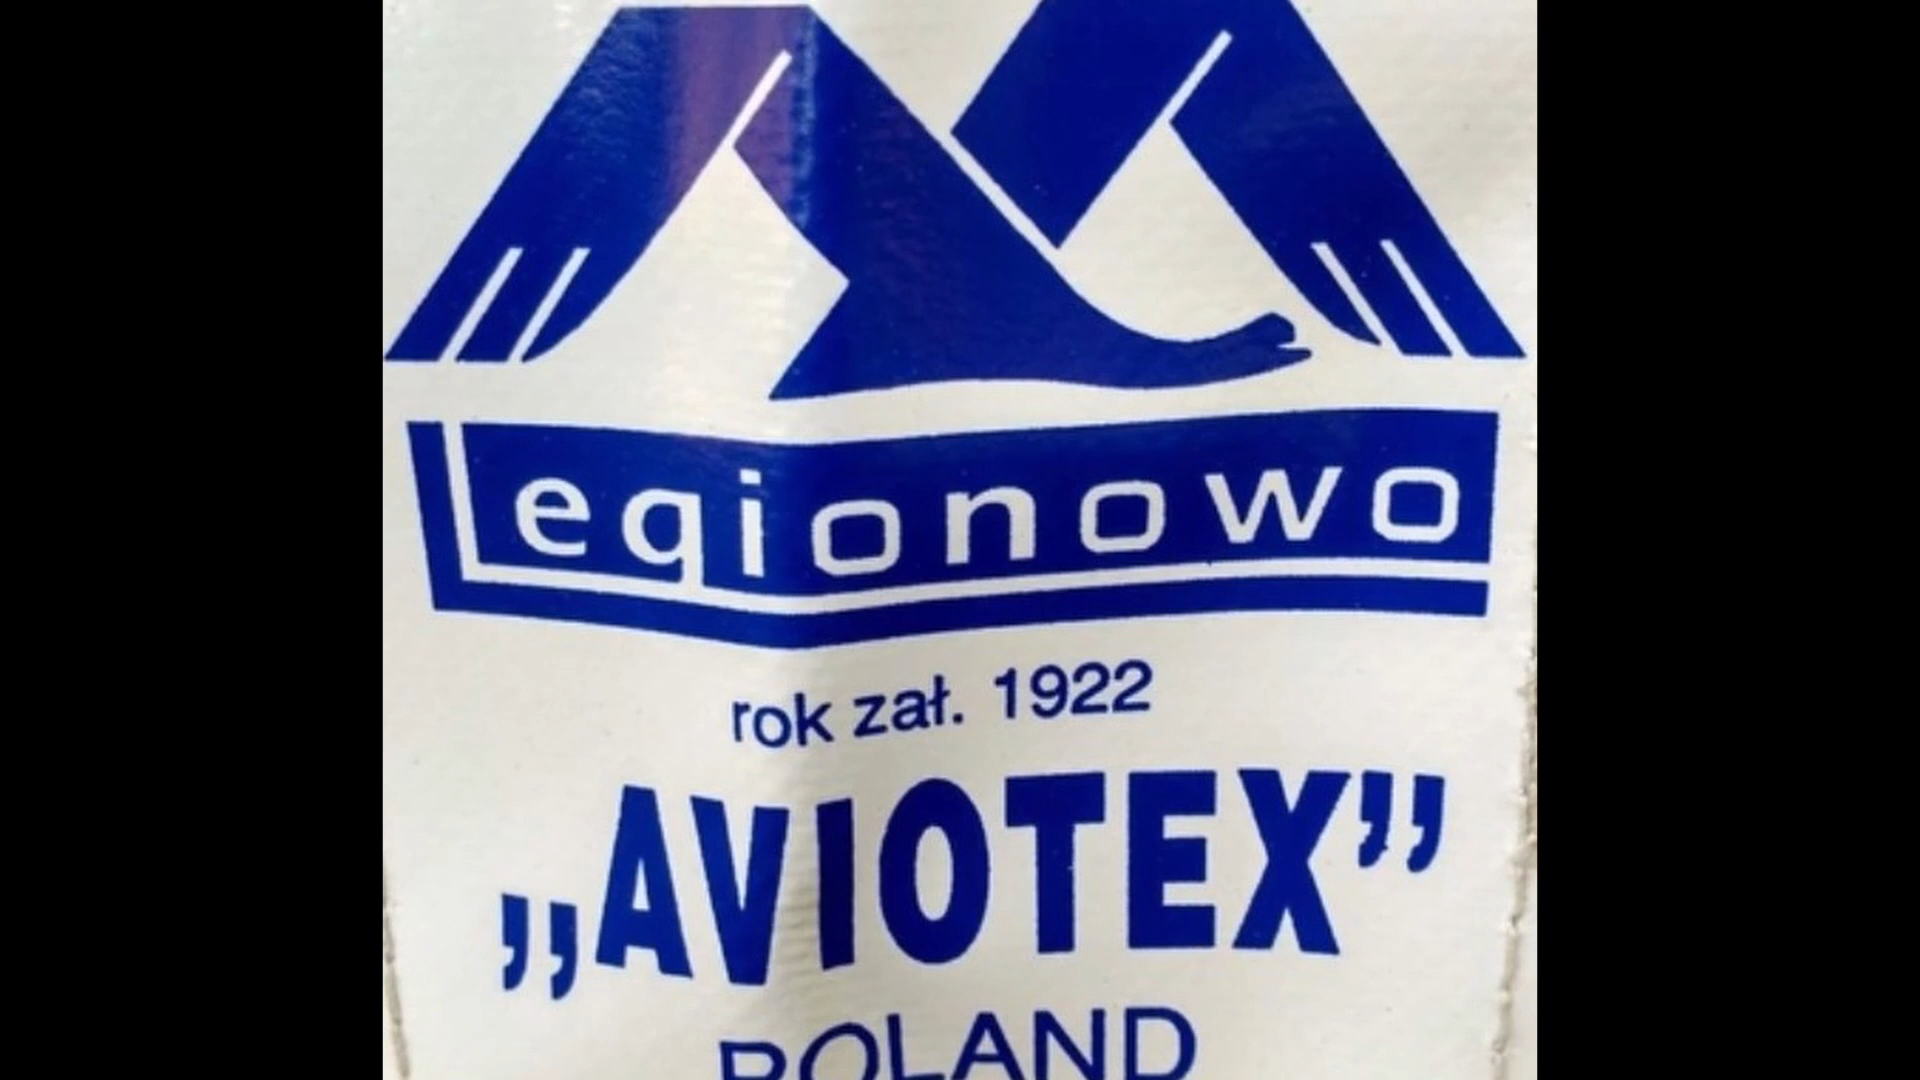 Legionowo
rok zał. 1922
„AVIOTEX”
POLAND